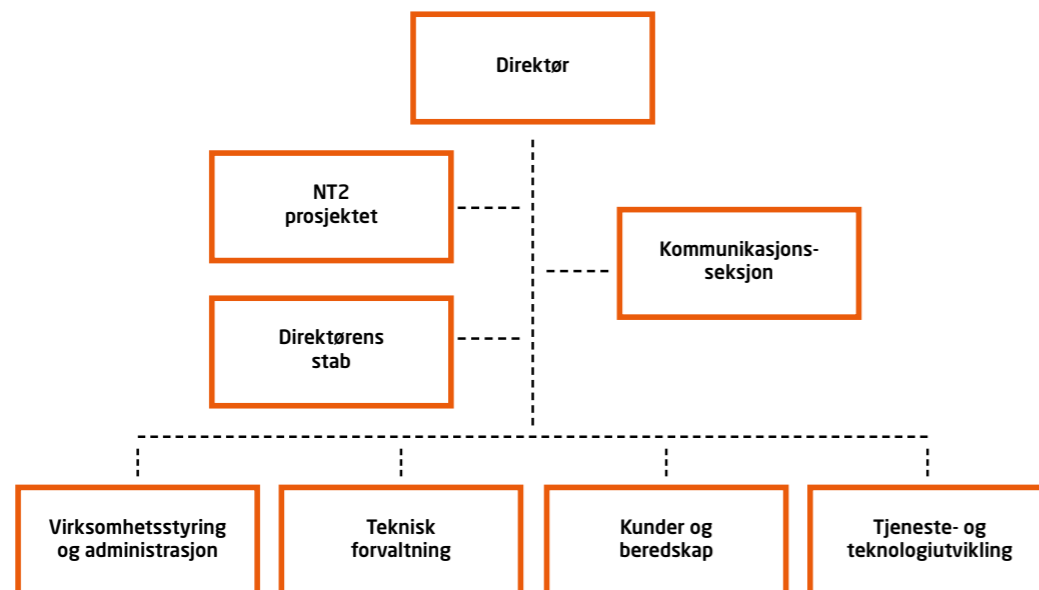 Direktør
NT2
prosjektet
Kommunikasjons-
seksjon
Direktørens
stab
Virksomhetsstyring
og administrasjon
Teknisk
forvaltning
Kunder og
beredskap
Tjeneste- og
teknologiutvikling